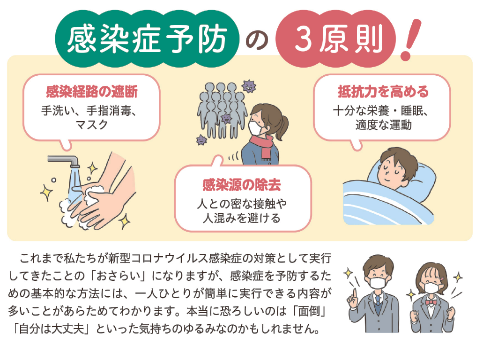 感染症予防の3原則!
感染経路の遮断
手洗い、手指消毒、
マスク
抵抗力を高める
十分な栄養・睡眠、
適度な運動
感染源の除去
人との密な接触や
人混みを避ける
これまで私たちが新型コロナウイルス感染症の対策として実行
してきたことの「おさらい」になりますが、感染症を予防するた
めの基本的な方法には、一人ひとりが簡単に実行できる内容が
多いことがあらためてわかります。本当に恐ろしいのは「面倒」
「自分は大丈夫」といった気持ちのゆるみなのかもしれません。